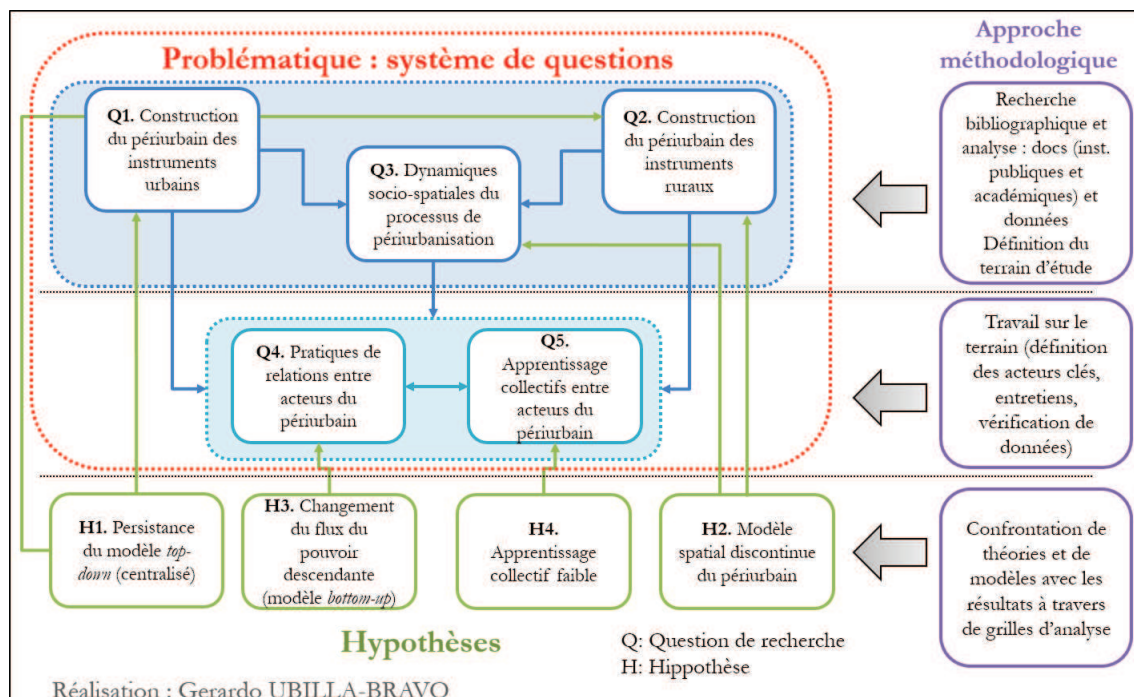 Problématique : système de questions
Approche
méthodologique
Q1. Construction
du périurbain des
instruments
urbains
Q2. Construction
du périurbain des
instruments
ruraux
Q3. Dynamiques
socio-spatiales du
processus de
périurbanisation
Recherche
bibliographique et
analyse : docs (inst.
publiques et
académiques) et
données
Définition du
terrain d'étude
Q4. Pratiques de
relations entre
acteurs du
périurbain
Q5.
Apprentissage
collectifs entre
acteurs du
périurbain
Travail sur le
terrain (définition
des acteurs clés,
entretiens,
vérification de
données)
H1. Persistance
du modèle top-
down (centralisé)
H3. Changement
du flux du
pouvoir
descendante
(modèle bottom-up)
H4.
Apprentissage
collectif faible
H2. Modèle
spatial discontinue
du périurbain
Confrontation de
théories et de
modèles avec les
résultats à travers
de grilles d'analyse
Hypothèses
Q: Question de recherche
H: Hippothèse
Réalisation : Gerardo UBILLA-BRAVO